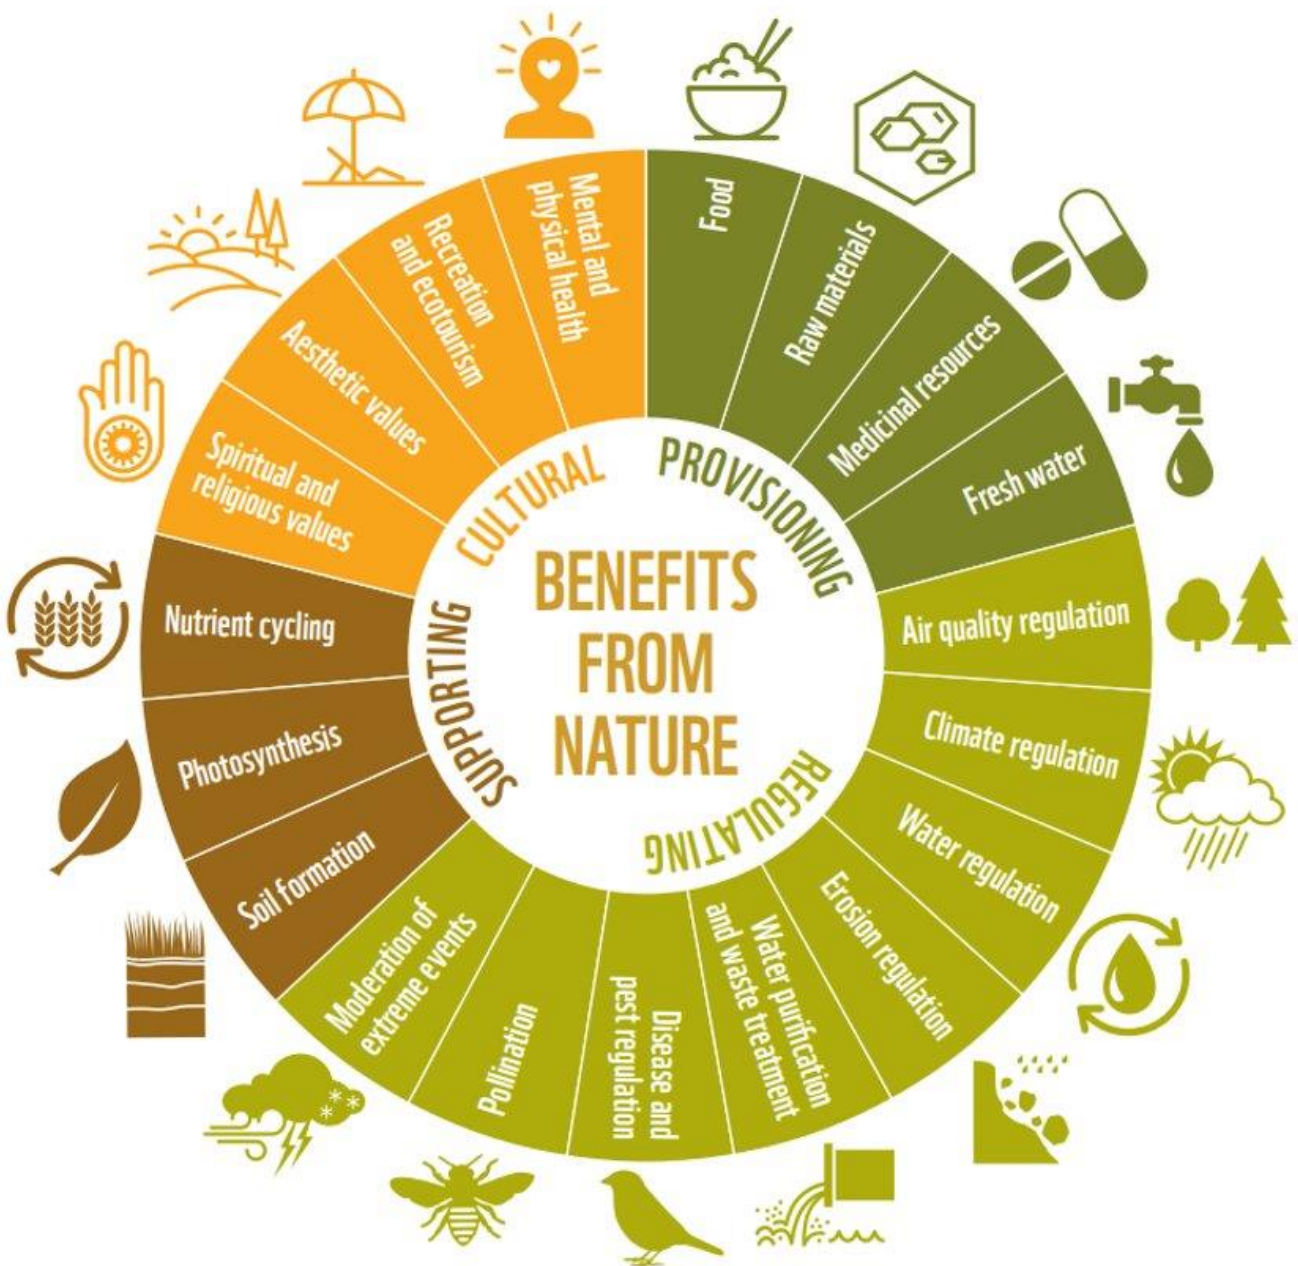 BENEFITS
FROM
NATURE
PROVISIONING
Food
Raw materials
Medicinal resources
Fresh water
REGULATING
Air quality regulation
Climate regulation
Water regulation
Erosion regulation
Water purification
and waste treatment
Disease and
pest regulation
Pollination
Moderation of
extreme events
SUPPORTING
Soil formation
Photosynthesis
Nutrient cycling
CULTURAL
Spiritual and
religious values
Aesthetic values
Recreation
and ecotourism
Mental and
physical health